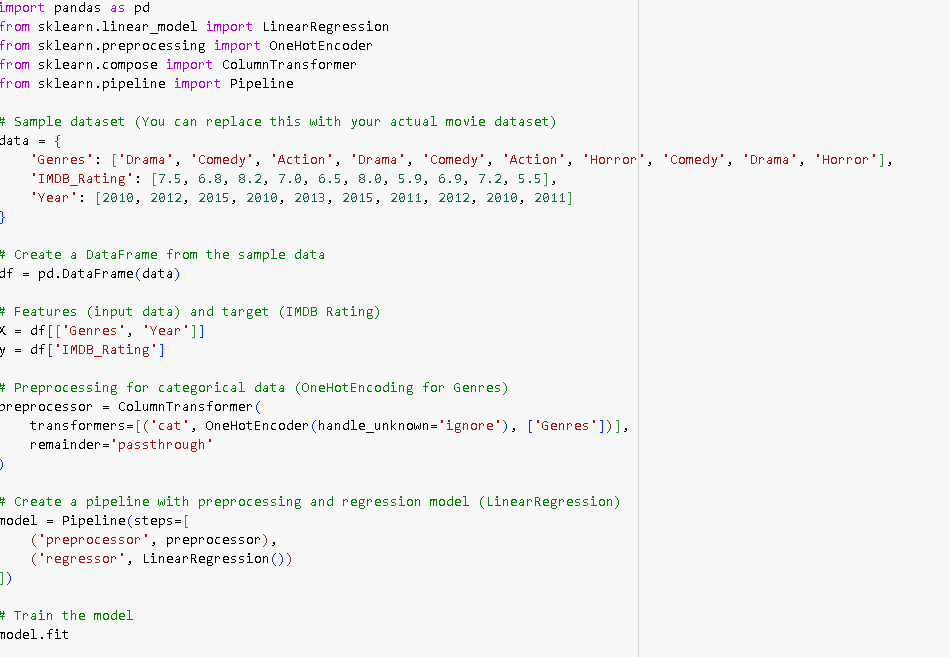 import pandas as pd
from sklearn.linear_model import LinearRegression
from sklearn.preprocessing import OneHotEncoder
from sklearn.compose import ColumnTransformer
from sklearn.pipeline import Pipeline
# Sample dataset (You can replace this with your actual movie dataset)
data = {
    'Genres': ['Drama', 'Comedy', 'Action', 'Drama', 'Comedy', 'Action', 'Horror', 'Comedy', 'Drama', 'Horror'],
    'IMDB_Rating': [7.5, 6.8, 8.2, 7.0, 6.5, 8.0, 5.9, 6.9, 7.2, 5.5],
    'Year': [2010, 2012, 2015, 2010, 2013, 2015, 2011, 2012, 2010, 2011]
}
# Create a DataFrame from the sample data
df = pd.DataFrame(data)
# Features (input data) and target (IMDB Rating)
X = df[['Genres', 'Year']]
y = df['IMDB_Rating']
# Preprocessing for categorical data (OneHotEncoding for Genres)
preprocessor = ColumnTransformer(
    transformers=[('cat', OneHotEncoder(handle_unknown='ignore'), ['Genres'])],
    remainder='passthrough'
)
# Create a pipeline with preprocessing and regression model (LinearRegression)
model = Pipeline(steps=[
    ('preprocessor', preprocessor),
    ('regressor', LinearRegression())
])
# Train the model
model.fit